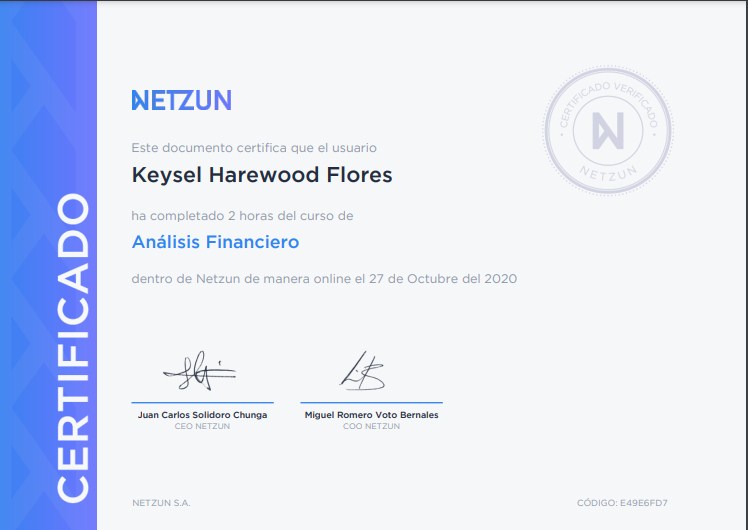 CERTIFICADO
NETZUN
CERTIFICADO VERIFICADO
NETZUN
Este documento certifica que el usuario
Keysel Harewood Flores
ha completado 2 horas del curso de
Análisis Financiero
dentro de Netzun de manera online el 27 de Octubre del 2020
Juan Carlos Solidoro Chunga
CEO NETZUN
Miguel Romero Voto Bernales
COO NETZUN
NETZUN S.A.
CÓDIGO: E49E6FD7